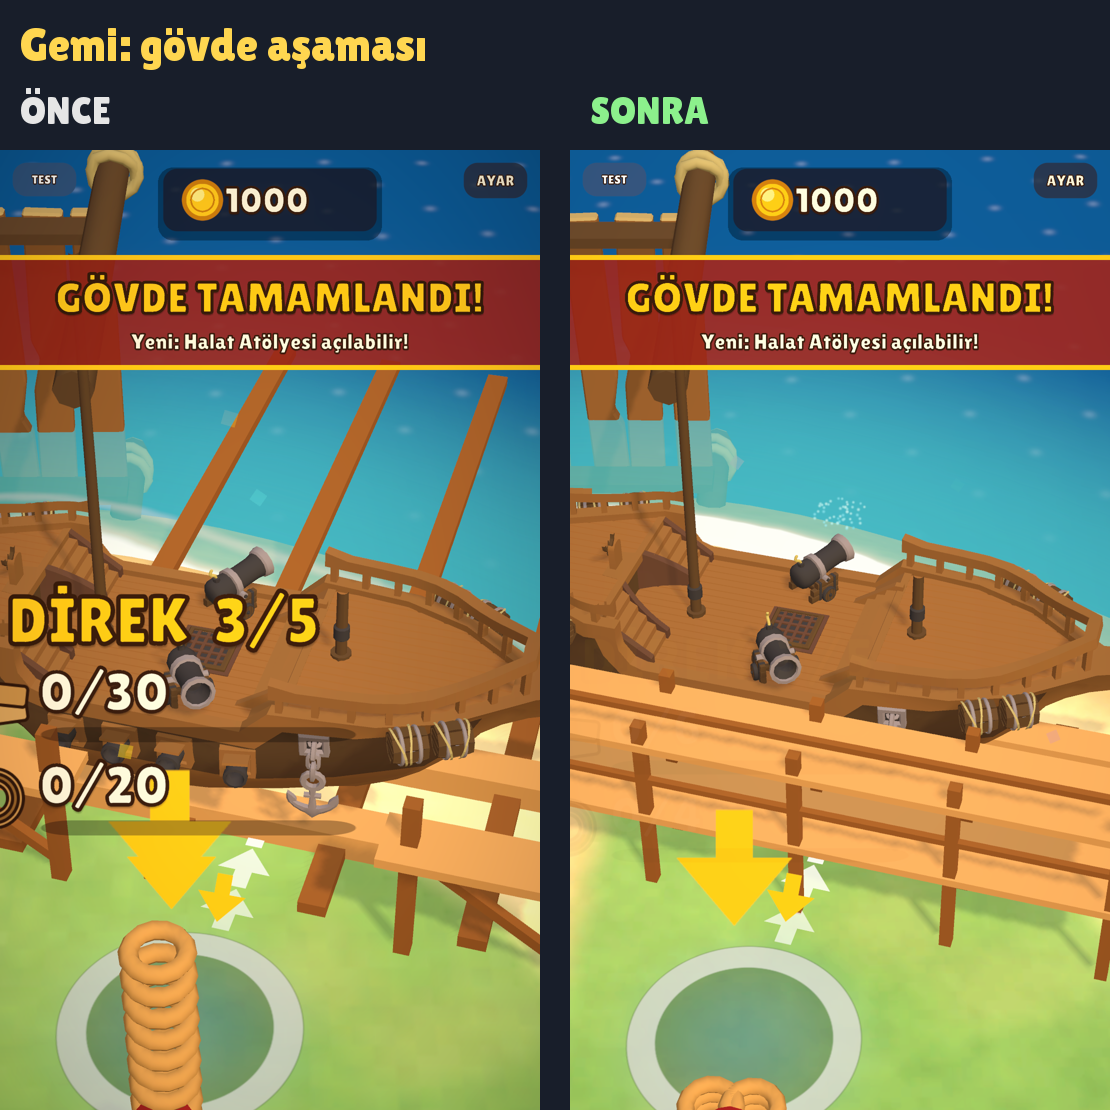 Gemi: gövde aşaması
ÖNCE
SONRA
TEST
1000
AYAR
GÖVDE TAMAMLANDI!
Yeni: Halat Atölyesi açılabilir!
DİREK 3/5
0/30
0/20
TEST
1000
AYAR
GÖVDE TAMAMLANDI!
Yeni: Halat Atölyesi açılabilir!